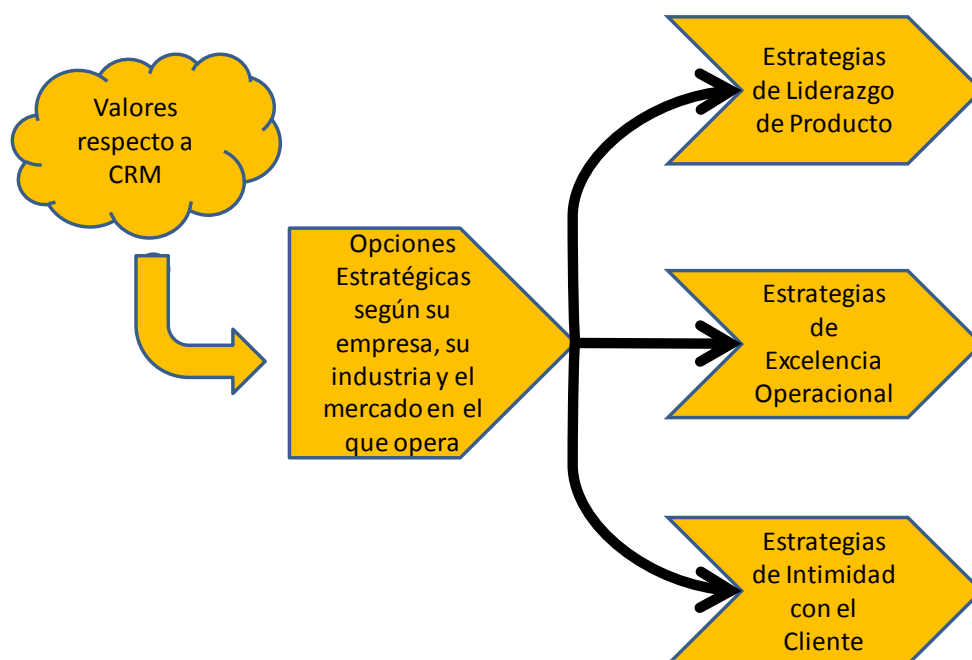 Valores
respecto a
CRM
Opciones
Estratégicas
según su
empresa, su
industria y el
mercado en el
que opera
Estrategias
de Liderazgo
de Producto
Estrategias
de
Excelencia
Operacional
Estrategias
de Intimidad
con el
Cliente